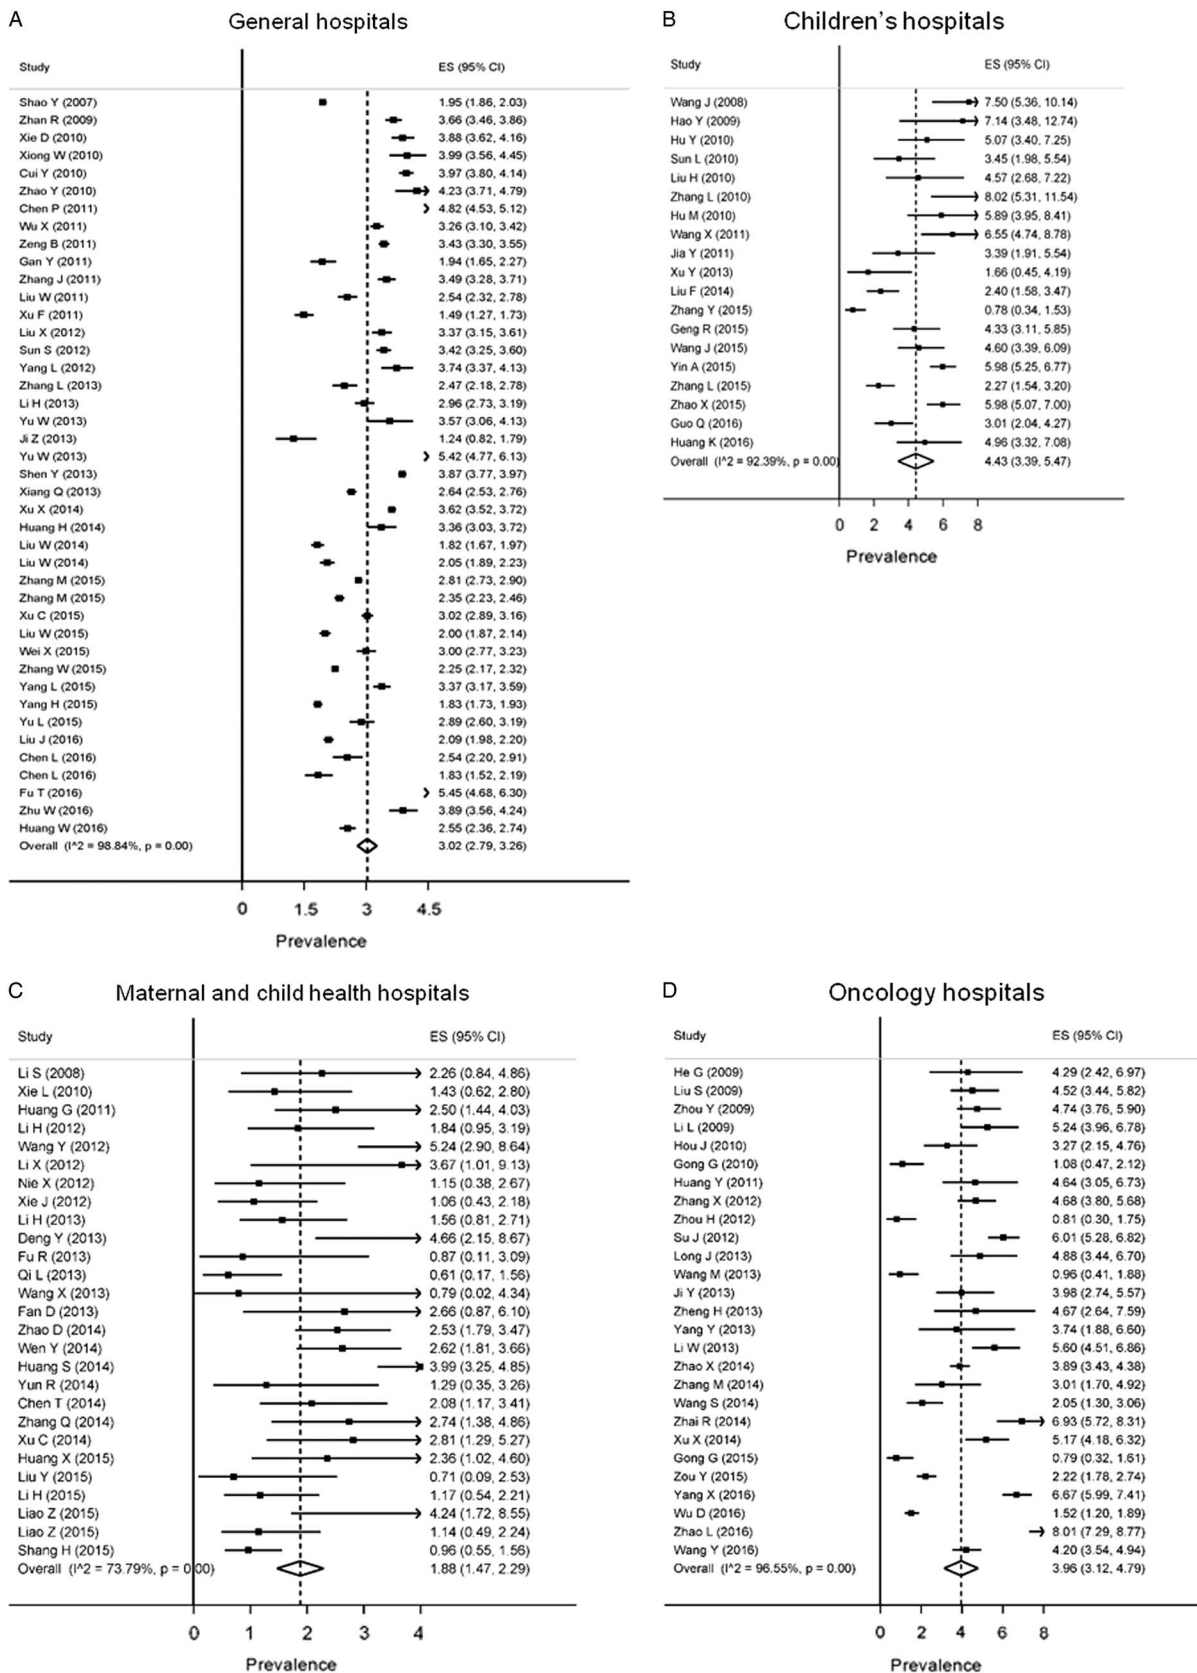 A
General hospitals
Study ES (95% CI)
Shao Y (2007) 1.95 (1.86, 2.03)
Zhan R (2009) 3.66 (3.46, 3.86)
Xie D (2010) 3.88 (3.62, 4.16)
Xiong W (2010) 3.99 (3.56, 4.45)
Cui Y (2010) 3.97 (3.80, 4.14)
Zhao Y (2010) 4.23 (3.71, 4.79)
Chen P (2011) 4.82 (4.53, 5.12)
Wu X (2011) 3.26 (3.10, 3.42)
Zeng B (2011) 3.43 (3.30, 3.55)
Gan Y (2011) 1.94 (1.65, 2.27)
Zhang J (2011) 3.49 (3.28, 3.71)
Liu W (2011) 2.54 (2.32, 2.78)
Xu F (2011) 1.49 (1.27, 1.73)
Liu X (2012) 3.37 (3.15, 3.61)
Sun S (2012) 3.42 (3.25, 3.60)
Yang L (2012) 3.74 (3.37, 4.13)
Zhang L (2013) 2.47 (2.18, 2.78)
Li H (2013) 2.96 (2.73, 3.19)
Yu W (2013) 3.57 (3.06, 4.13)
Ji Z (2013) 1.24 (0.82, 1.79)
Yu W (2013) 5.42 (4.77, 6.13)
Shen Y (2013) 3.87 (3.77, 3.97)
Xiang Q (2013) 2.64 (2.53, 2.76)
Xu X (2014) 3.62 (3.52, 3.72)
Huang H (2014) 3.36 (3.03, 3.72)
Liu W (2014) 1.82 (1.67, 1.97)
Liu W (2014) 2.05 (1.89, 2.23)
Zhang M (2015) 2.81 (2.73, 2.90)
Zhang M (2015) 2.35 (2.23, 2.46)
Xu C (2015) 3.02 (2.89, 3.16)
Liu W (2015) 2.00 (1.87, 2.14)
Wei X (2015) 3.00 (2.77, 3.23)
Zhang W (2015) 2.25 (2.17, 2.32)
Yang L (2015) 3.37 (3.17, 3.59)
Yang H (2015) 1.83 (1.73, 1.93)
Yu L (2015) 2.89 (2.60, 3.19)
Liu J (2016) 2.09 (1.98, 2.20)
Chen L (2016) 2.54 (2.20, 2.91)
Chen L (2016) 1.83 (1.52, 2.19)
Fu T (2016) 5.45 (4.68, 6.30)
Zhu W (2016) 3.89 (3.56, 4.24)
Huang W (2016) 2.55 (2.36, 2.74)
Overall (I^2 = 98.84%, p = 0.00) 3.02 (2.79, 3.26)
0 1.5 3 4.5
Prevalence
B
Children’s hospitals
Study ES (95% CI)
Wang J (2008) 7.50 (5.36, 10.14)
Hao Y (2009) 7.14 (3.48, 12.74)
Hu Y (2010) 5.07 (3.40, 7.25)
Sun L (2010) 3.45 (1.98, 5.54)
Liu H (2010) 4.57 (2.68, 7.22)
Zhang L (2010) 8.02 (5.31, 11.54)
Hu M (2010) 5.89 (3.95, 8.41)
Wang X (2011) 6.55 (4.74, 8.78)
Jia Y (2011) 3.39 (1.91, 5.54)
Xu Y (2013) 1.66 (0.45, 4.19)
Liu F (2014) 2.40 (1.58, 3.47)
Zhang Y (2015) 0.78 (0.34, 1.53)
Geng R (2015) 4.33 (3.11, 5.85)
Wang J (2015) 4.60 (3.39, 6.09)
Yin A (2015) 5.98 (5.25, 6.77)
Zhang L (2015) 2.27 (1.54, 3.20)
Zhao X (2015) 5.98 (5.07, 7.00)
Guo Q (2016) 3.01 (2.04, 4.27)
Huang K (2016) 4.96 (3.32, 7.08)
Overall (I^2 = 92.39%, p = 0.00) 4.43 (3.39, 5.47)
0 2 4 6 8
Prevalence
C
Maternal and child health hospitals
Study ES (95% CI)
Li S (2008) 2.26 (0.84, 4.86)
Xie L (2010) 1.43 (0.62, 2.80)
Huang G (2011) 2.50 (1.44, 4.03)
Li H (2012) 1.84 (0.95, 3.19)
Wang Y (2012) 5.24 (2.90, 8.64)
Li X (2012) 3.67 (1.01, 9.13)
Nie X (2012) 1.15 (0.38, 2.67)
Xie J (2012) 1.06 (0.43, 2.18)
Li H (2013) 1.56 (0.81, 2.71)
Deng Y (2013) 4.66 (2.15, 8.67)
Fu R (2013) 0.87 (0.11, 3.09)
Qi L (2013) 0.61 (0.17, 1.56)
Wang X (2013) 0.79 (0.02, 4.34)
Fan D (2013) 2.66 (0.87, 6.10)
Zhao D (2014) 2.53 (1.79, 3.47)
Wen Y (2014) 2.62 (1.81, 3.66)
Huang S (2014) 3.99 (3.25, 4.85)
Yun R (2014) 1.29 (0.35, 3.26)
Chen T (2014) 2.08 (1.17, 3.41)
Zhang Q (2014) 2.74 (1.38, 4.86)
Xu C (2014) 2.81 (1.29, 5.27)
Huang X (2015) 2.36 (1.02, 4.60)
Liu Y (2015) 0.71 (0.09, 2.53)
Li H (2015) 1.17 (0.54, 2.21)
Liao Z (2015) 4.24 (1.72, 8.55)
Liao Z (2015) 1.14 (0.49, 2.24)
Shang H (2015) 0.96 (0.55, 1.56)
Overall (I^2 = 73.79%, p = 0.00) 1.88 (1.47, 2.29)
0 1 2 3 4
Prevalence
D
Oncology hospitals
Study ES (95% CI)
He G (2009) 4.29 (2.42, 6.97)
Liu S (2009) 4.52 (3.44, 5.82)
Zhou Y (2009) 4.74 (3.76, 5.90)
Li L (2009) 5.24 (3.96, 6.78)
Hou J (2010) 3.27 (2.15, 4.76)
Gong G (2010) 1.08 (0.47, 2.12)
Huang Y (2011) 4.64 (3.05, 6.73)
Zhang X (2012) 4.68 (3.80, 5.68)
Zhou H (2012) 0.81 (0.30, 1.75)
Su J (2012) 6.01 (5.28, 6.82)
Long J (2013) 4.88 (3.44, 6.70)
Wang M (2013) 0.96 (0.41, 1.88)
Ji Y (2013) 3.98 (2.74, 5.57)
Zheng H (2013) 4.67 (2.64, 7.59)
Yang Y (2013) 3.74 (1.88, 6.60)
Li W (2013) 5.60 (4.51, 6.86)
Zhao X (2014) 3.89 (3.43, 4.38)
Zhang M (2014) 3.01 (1.70, 4.92)
Wang S (2014) 2.05 (1.30, 3.06)
Zhai R (2014) 6.93 (5.72, 8.31)
Xu X (2014) 5.17 (4.18, 6.32)
Gong G (2015) 0.79 (0.32, 1.61)
Zou Y (2015) 2.22 (1.78, 2.74)
Yang X (2016) 6.67 (5.99, 7.41)
Wu D (2016) 1.52 (1.20, 1.89)
Zhao L (2016) 8.01 (7.29, 8.77)
Wang Y (2016) 4.20 (3.54, 4.94)
Overall (I^2 = 96.55%, p = 0.00) 3.96 (3.12, 4.79)
0 2 4 6 8
Prevalence